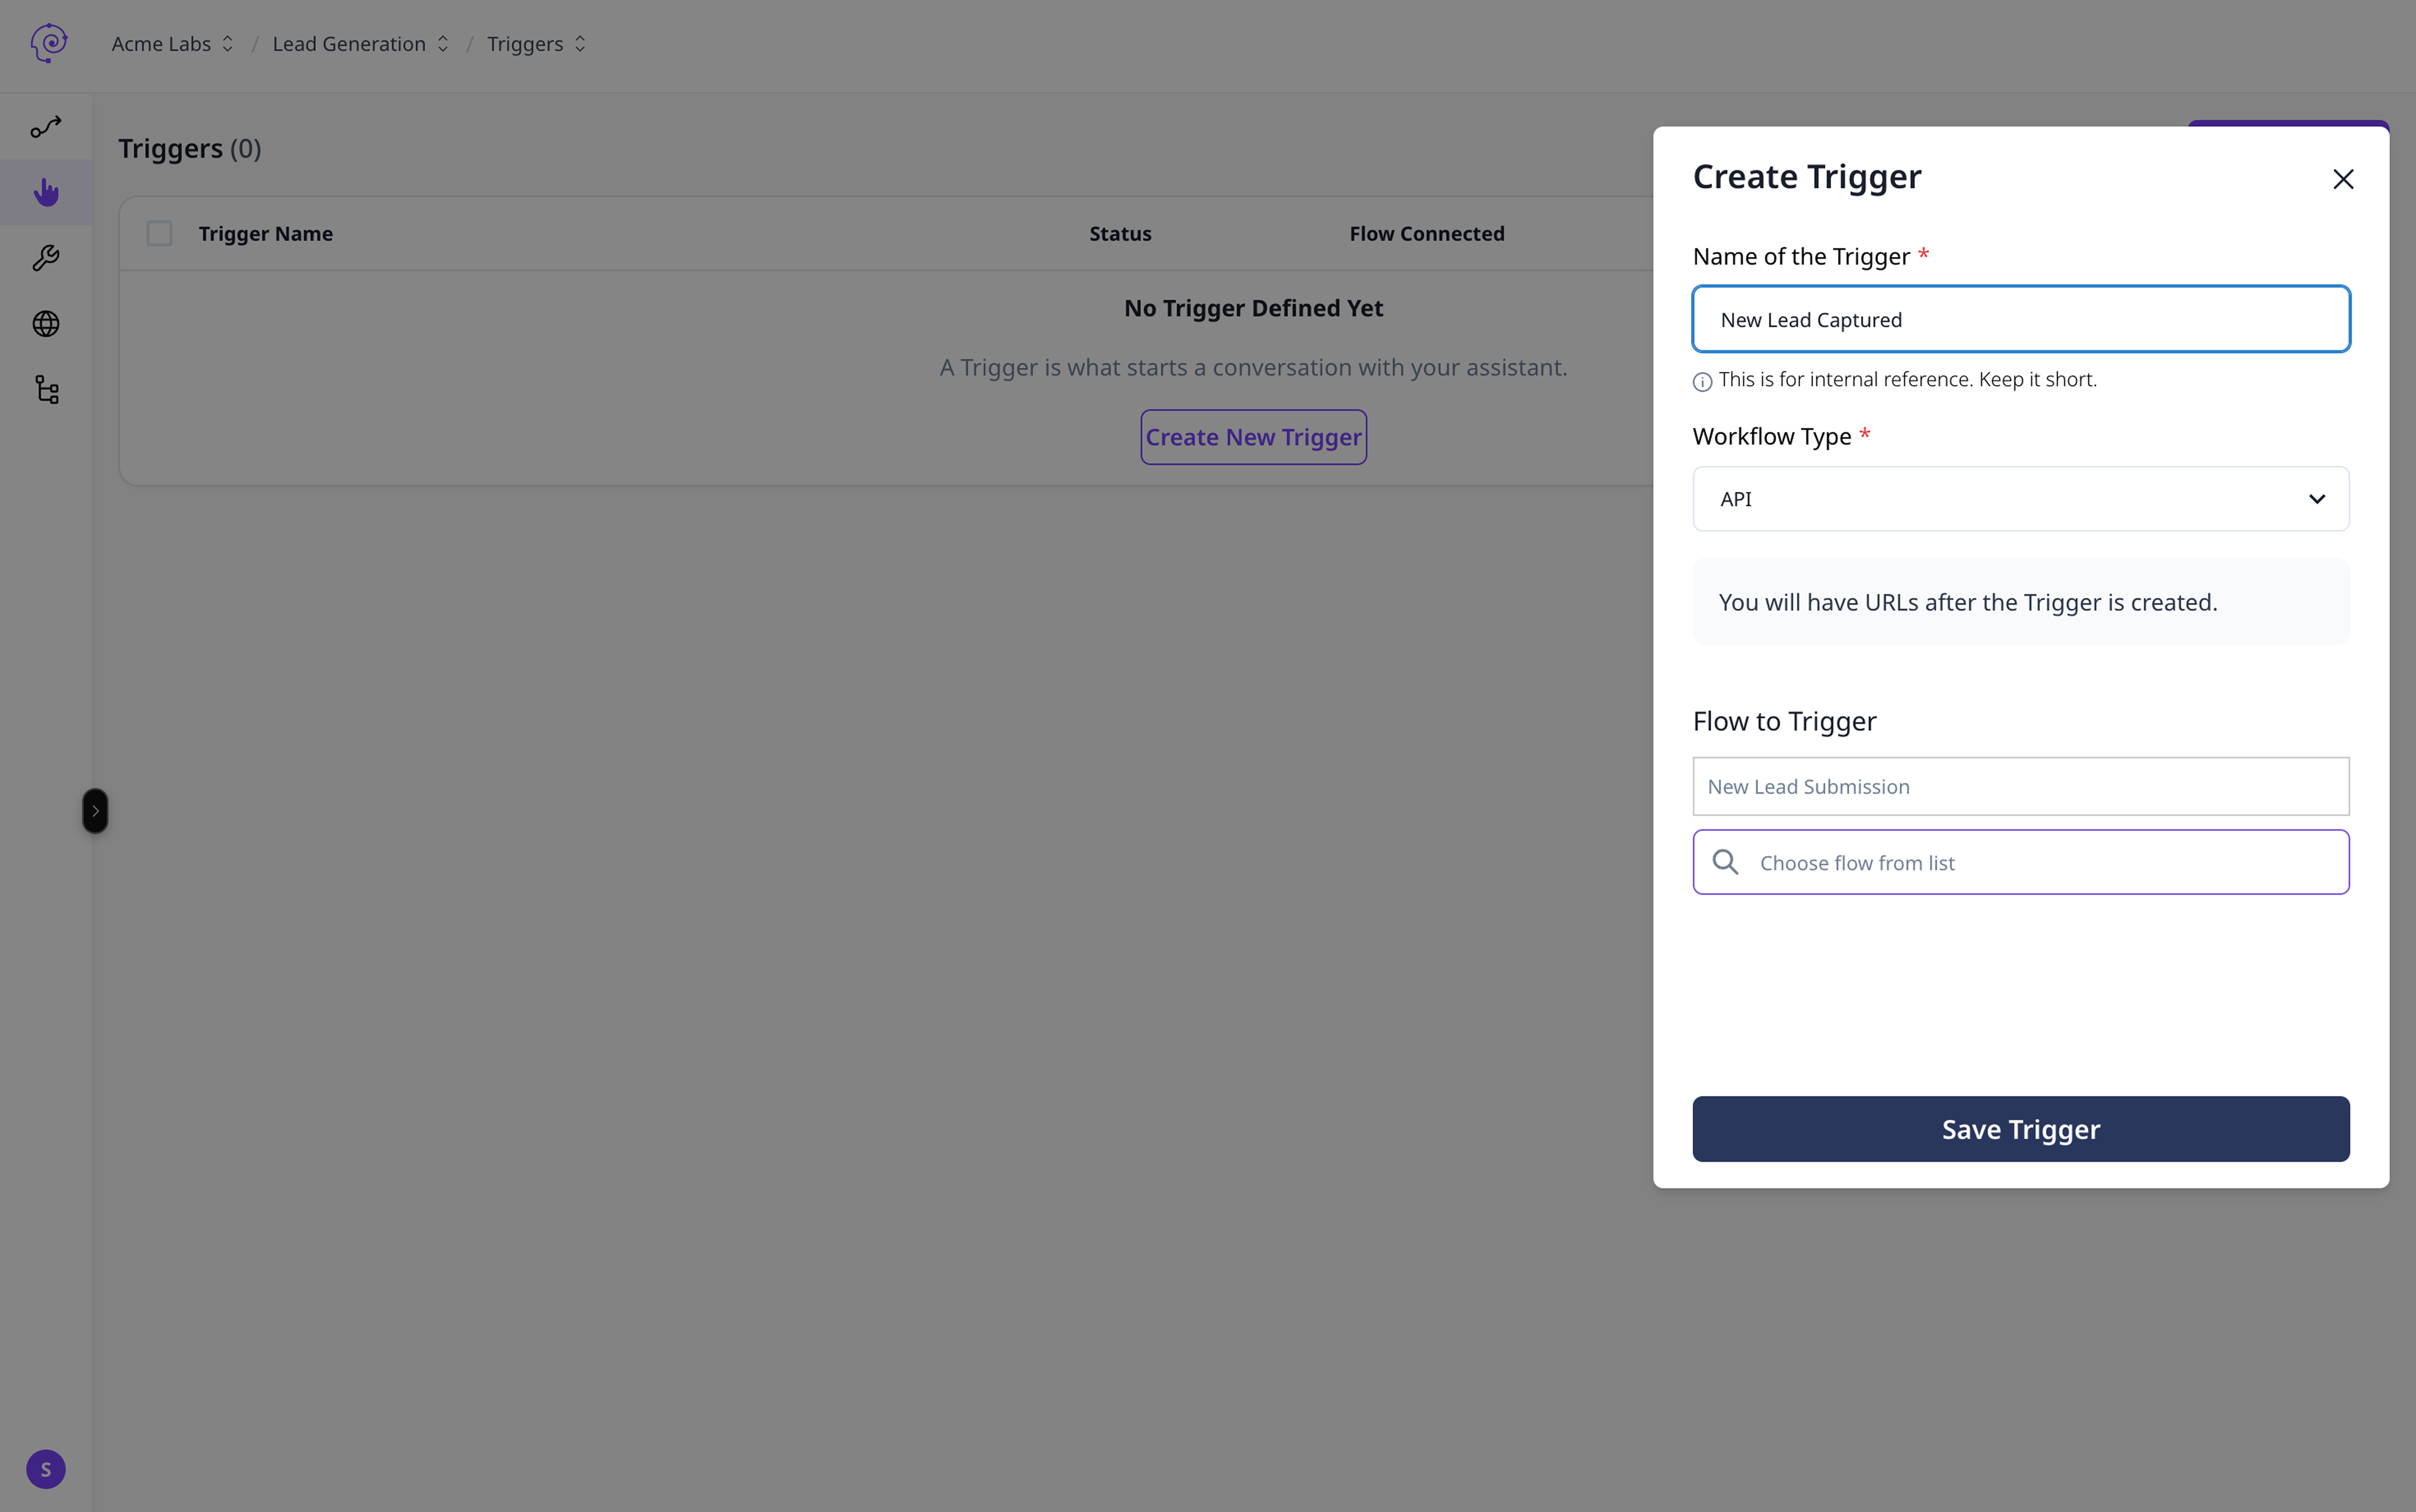 Acme Labs / Lead Generation / Triggers
Triggers (0)
Trigger Name Status Flow Connected
No Trigger Defined Yet
A Trigger is what starts a conversation with your assistant.
Create New Trigger
S
Create Trigger
Name of the Trigger *
New Lead Captured
This is for internal reference. Keep it short.
Workflow Type *
API
You will have URLs after the Trigger is created.
Flow to Trigger
New Lead Submission
Choose flow from list
Save Trigger